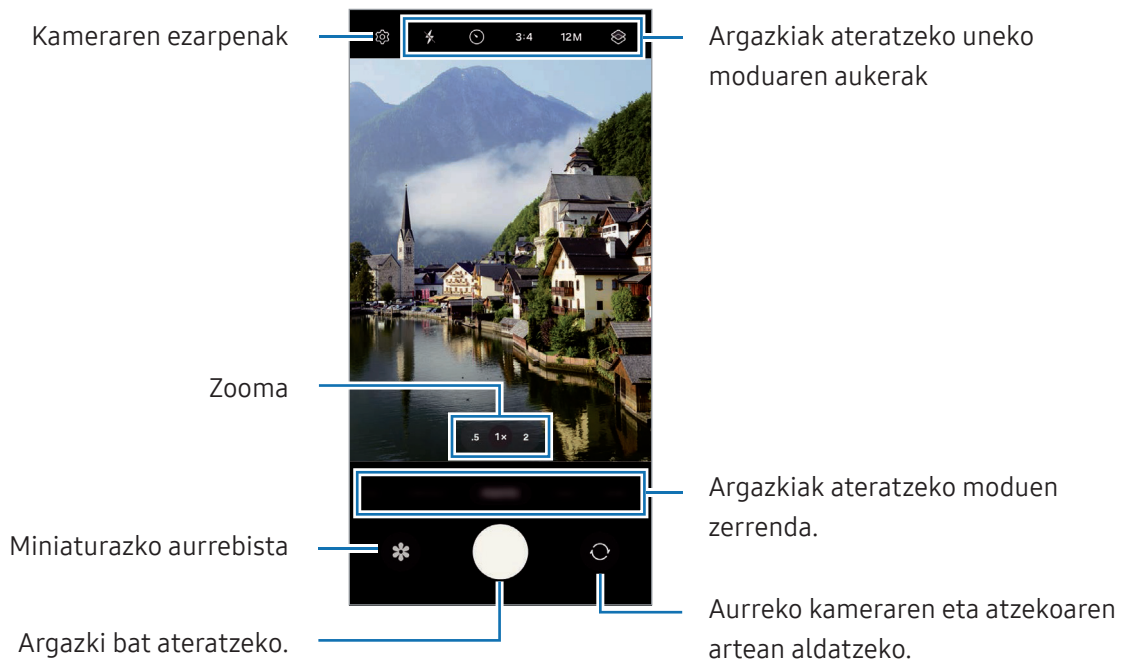 Kameraren ezarpenak
3:4
12M
Argazkiak ateratzeko uneko
moduaren aukerak
Zooma
.5 1× 2
Argazkiak ateratzeko moduen
zerrenda.
Miniaturazko aurrebista
Argazki bat ateratzeko.
Aurreko kameraren eta atzekoaren
artean aldatzeko.